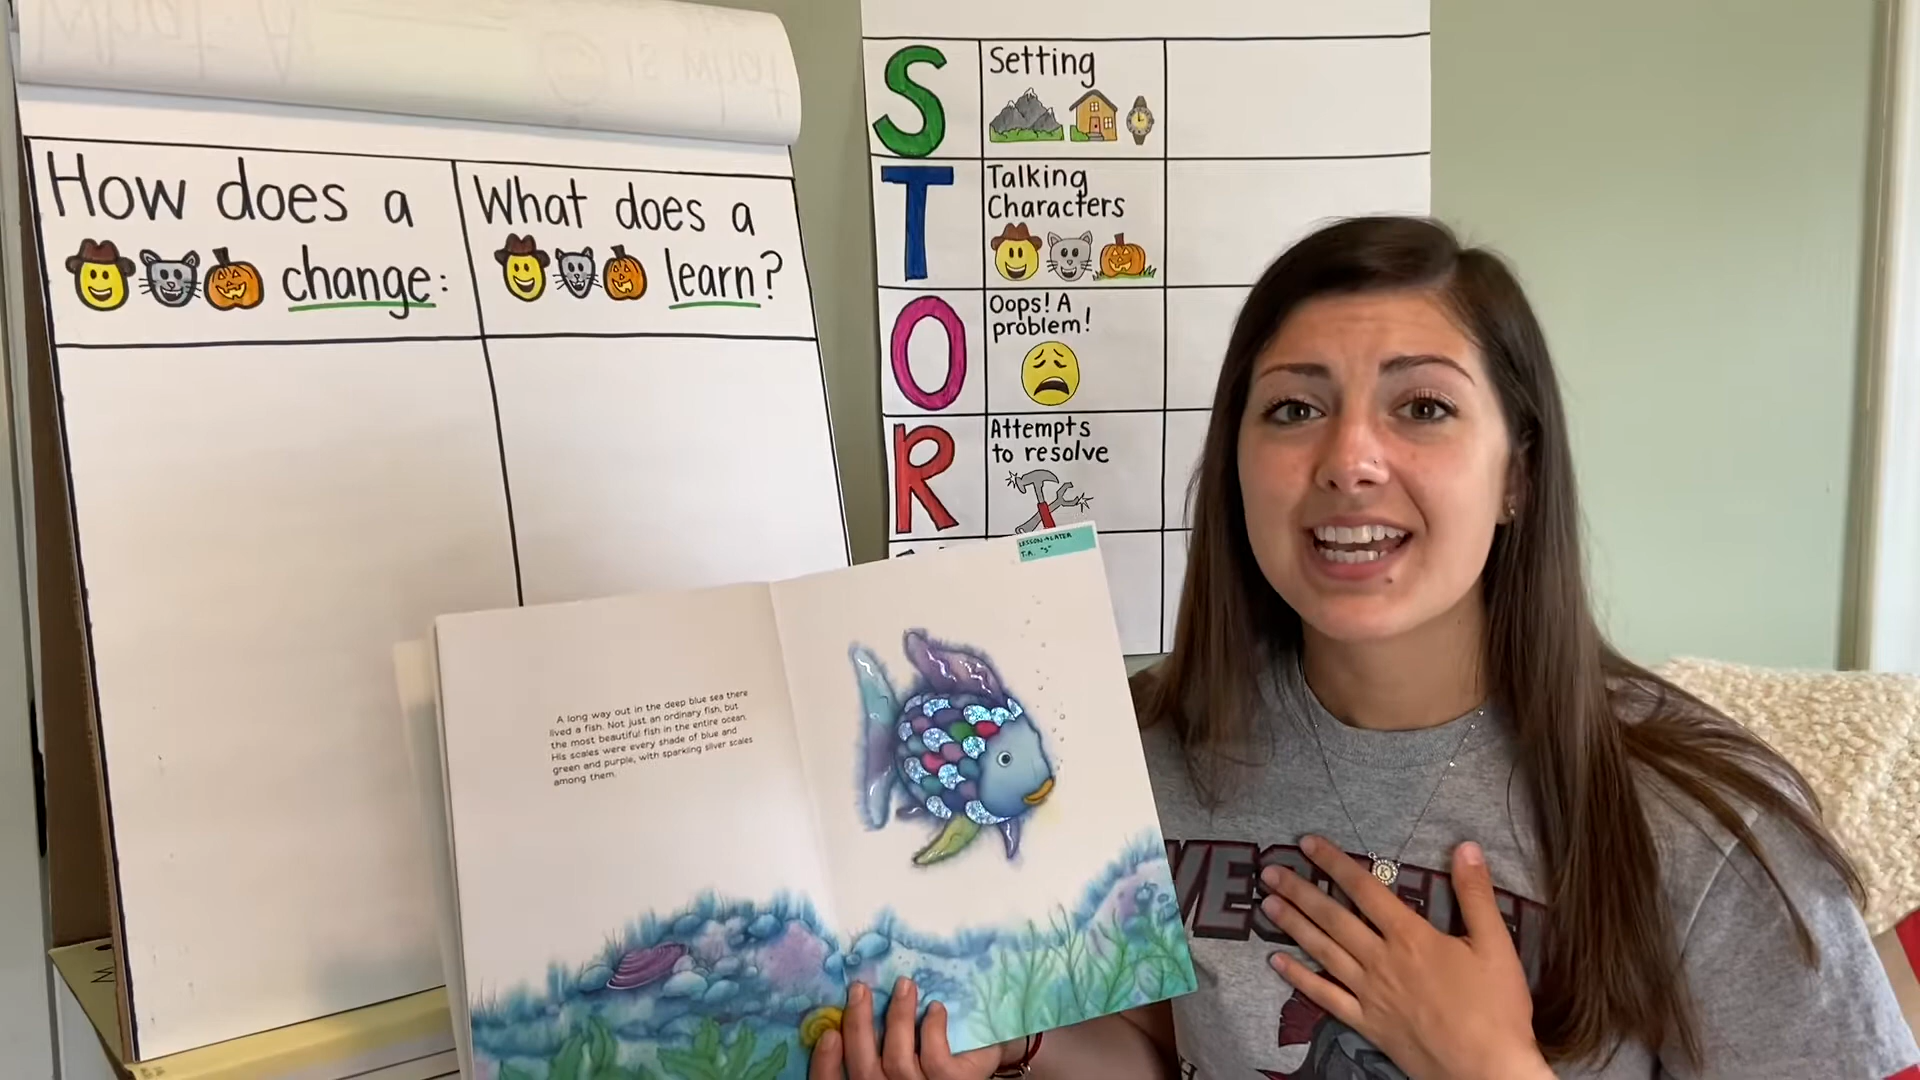 How does a
change:
What does a
learn?
S
Setting
T
Talking
Characters
O
Oops! A
problem!
R
Attempts
to resolve
LESSON→LATER
T.A. "S"
A long way out in the deep blue sea there
lived a fish. Not just an ordinary fish, but
the most beautiful fish in the entire ocean.
His scales were every shade of blue and
green and purple, with sparkling silver scales
among them.